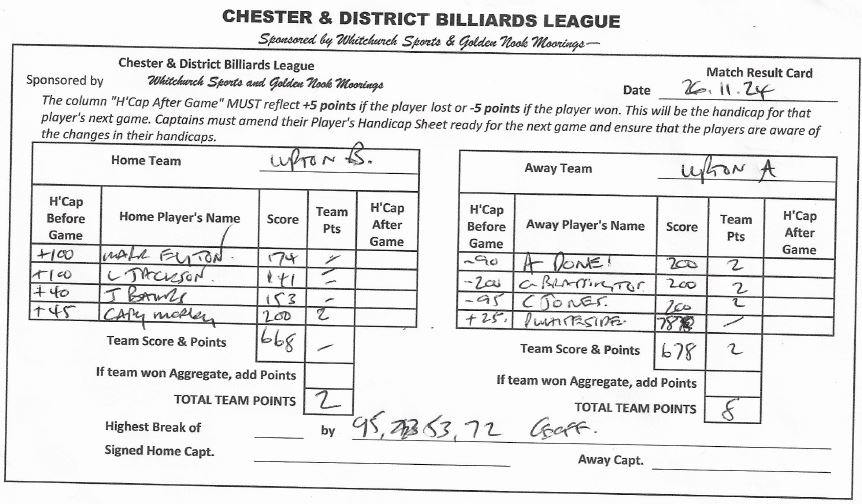 CHESTER & DISTRICT BILLIARDS LEAGUE
Sponsored by Whitchurch Sports & Golden Nook Moorings
Chester & District Billiards League
Match Result Card
Sponsored by Whitchurch Sports and Golden Nook Moorings
Date 26.11.24
The column "H'Cap After Game" MUST reflect +5 points if the player lost or -5 points if the player won. This will be the handicap for that
player's next game. Captains must amend their Player's Handicap Sheet ready for the next game and ensure that the players are aware of
the changes in their handicaps.
Home Team UPTON B.
H'Cap Before Game Home Player's Name Score Team Pts H'Cap After Game
+100 174 -
+100 L JACKSON 141 -
+40 J 153 -
+45 GARY MORLEY 200 2
Team Score & Points 668 -
If team won Aggregate, add Points
TOTAL TEAM POINTS 2
Away Team UPTON A
H'Cap Before Game Away Player's Name Score Team Pts H'Cap After Game
-90 A DONE 200 2
-200 G BRATTINGTON 200 2
-95 C JONES 200 2
+25. P WHITESIDE 78 -
Team Score & Points 678 2
If team won Aggregate, add Points
TOTAL TEAM POINTS 8
Highest Break of by 95, 53, 72 GEOFF.
Signed Home Capt. Away Capt.